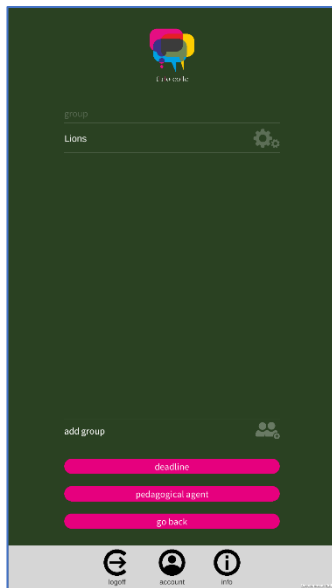 group
Lions
add group
deadline
pedagogical agent
go back
logoff account info